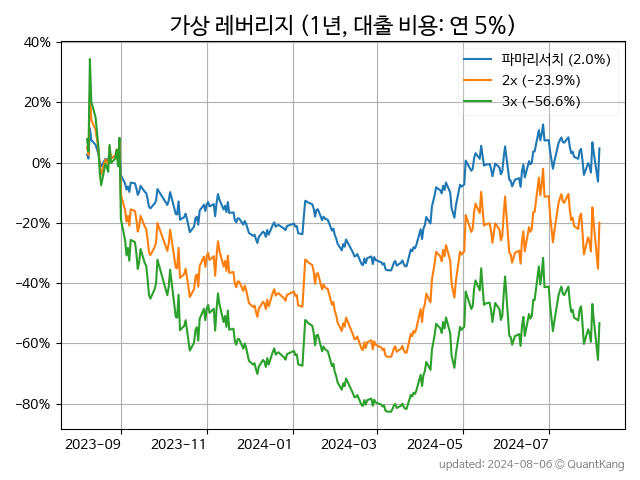 가상 레버리지 (1년, 대출 비용: 연 5%)
40%
20%
0%
−20%
−40%
−60%
−80%
파마리서치 (2.0%)
2x (−23.9%)
3x (−56.6%)
2023-09
2023-11
2024-01
2024-03
2024-05
2024-07
updated: 2024-08-06 © QuantKang